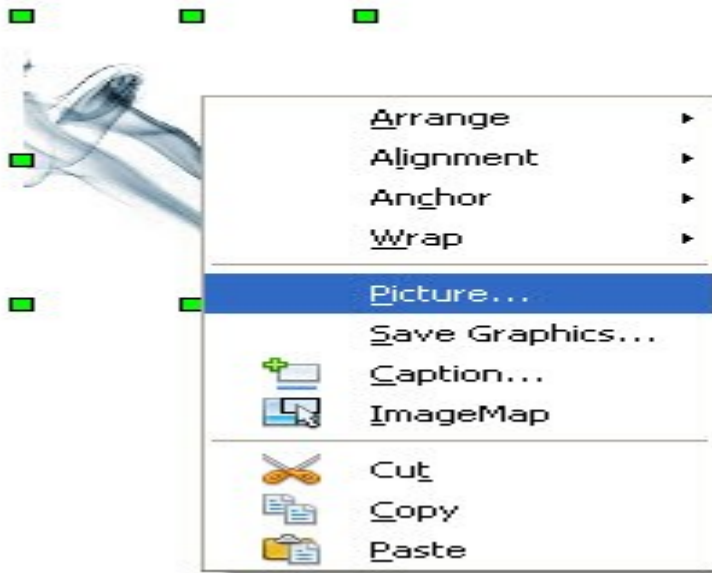 Arrange
Alignment
Anchor
Wrap
Picture...
Save Graphics...
Caption...
ImageMap
Cut
Copy
Paste